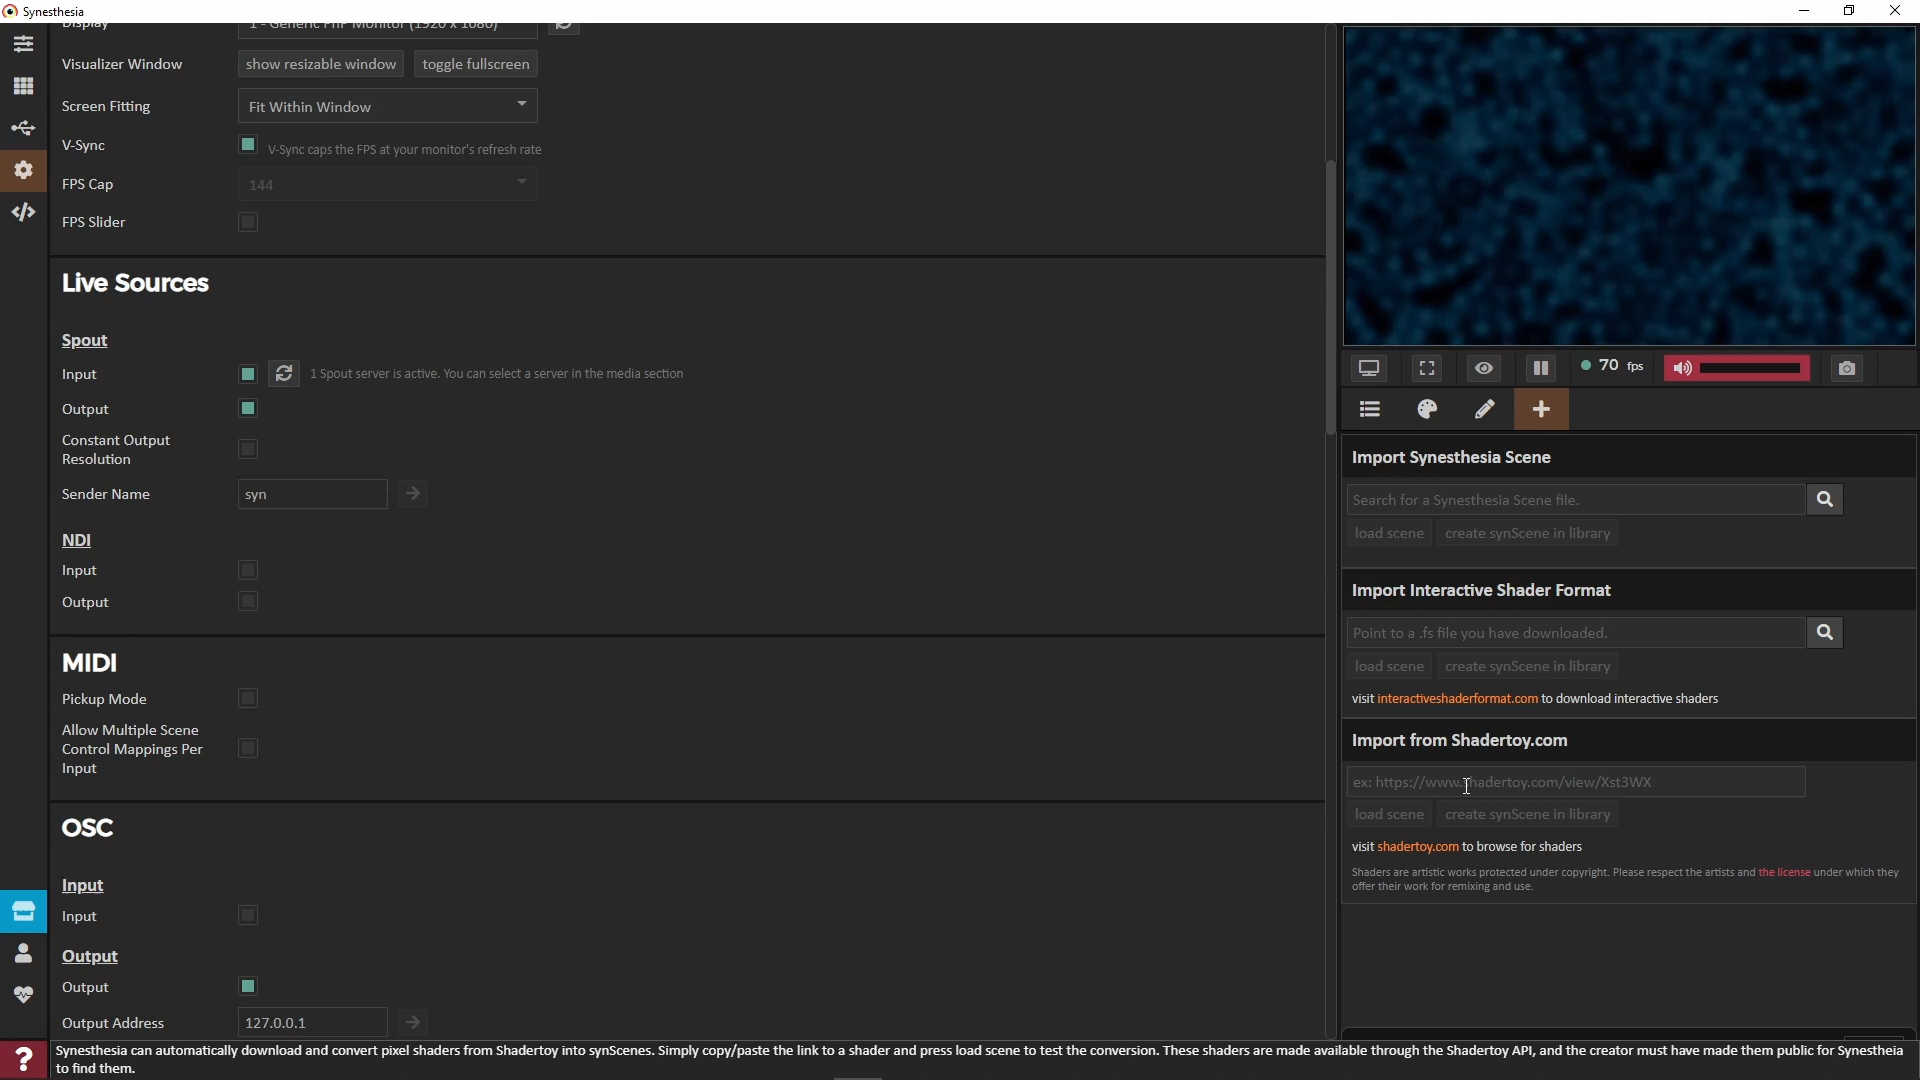 Synesthesia
Display
1 - Generic PnP Monitor (1920 x 1080)
Visualizer Window
show resizable window
toggle fullscreen
Screen Fitting
Fit Within Window
V-Sync
V-Sync caps the FPS at your monitor's refresh rate
FPS Cap
144
FPS Slider
Live Sources
Spout
Input
1 Spout server is active. You can select a server in the media section
Output
Constant Output
Resolution
Sender Name
syn
NDI
Input
Output
MIDI
Pickup Mode
Allow Multiple Scene
Control Mappings Per
Input
OSC
Input
Input
Output
Output
Output Address
127.0.0.1
70 fps
Import Synesthesia Scene
Search for a Synesthesia Scene file.
load scene
create synScene in library
Import Interactive Shader Format
Point to a .fs file you have downloaded.
load scene
create synScene in library
visit interactiveshaderformat.com to download interactive shaders
Import from Shadertoy.com
ex: https://www.shadertoy.com/view/Xst3WX
load scene
create synScene in library
visit shadertoy.com to browse for shaders
Shaders are artistic works protected under copyright. Please respect the artists and the license under which they
offer their work for remixing and use.
?
Synesthesia can automatically download and convert pixel shaders from Shadertoy into synScenes. Simply copy/paste the link to a shader and press load scene to test the conversion. These shaders are made available through the Shadertoy API, and the creator must have made them public for Synestheia
to find them.